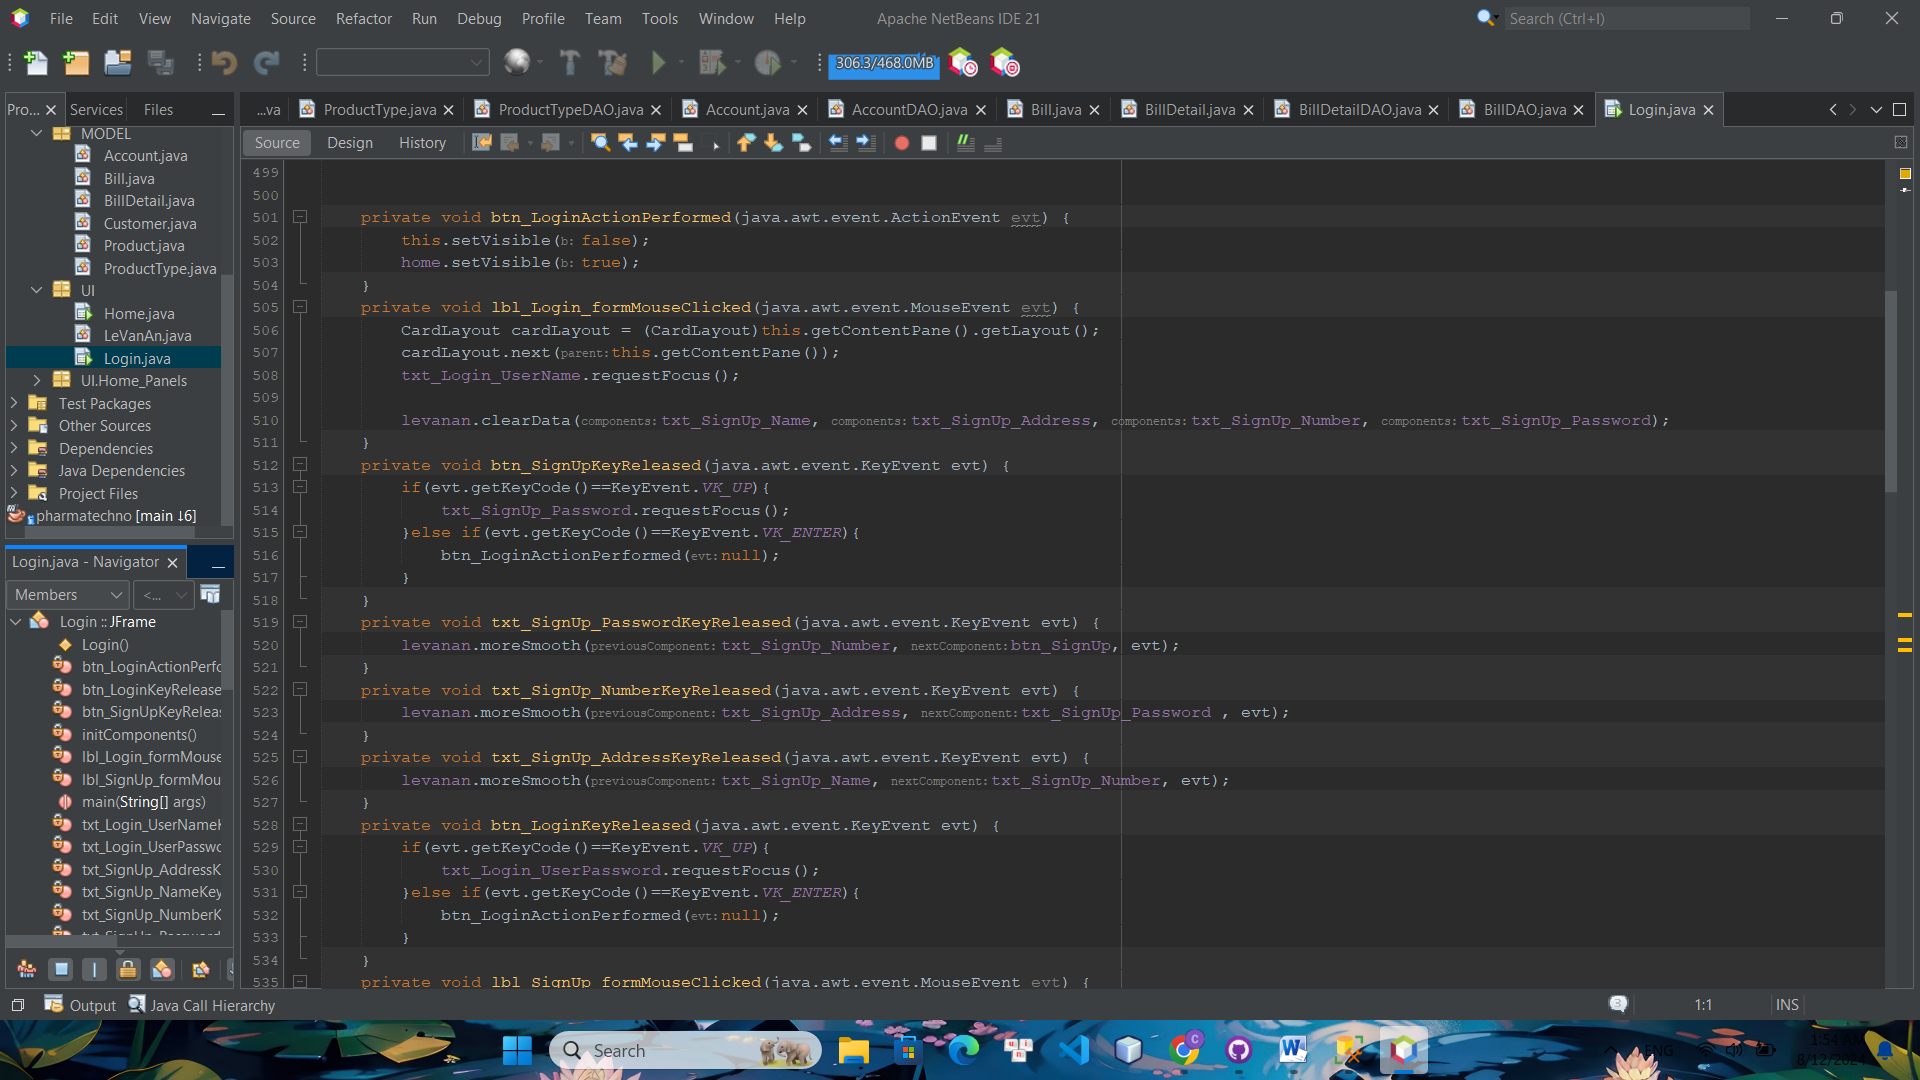 File Edit View Navigate Source Refactor Run Debug Profile Team Tools Window Help Apache NetBeans IDE 21 Search (Ctrl+I)
306.3/468.0MB
Pro... Services Files
...va ProductType.java ProductTypeDAO.java Account.java AccountDAO.java Bill.java BillDetail.java BillDetailDAO.java BillDAO.java Login.java
Source Design History
MODEL
Account.java
Bill.java
BillDetail.java
Customer.java
Product.java
ProductType.java
UI
Home.java
LeVanAn.java
Login.java
UI.Home_Panels
Test Packages
Other Sources
Dependencies
Java Dependencies
Project Files
pharmatechno [main ↓6]
Login.java - Navigator
Members <...
Login :: JFrame
Login()
btn_LoginActionPerfo
btn_LoginKeyRelease
btn_SignUpKeyReleas
initComponents()
lbl_Login_formMouse
lbl_SignUp_formMou
main(String[] args)
txt_Login_UserNameK
txt_Login_UserPasswo
txt_SignUp_AddressK
txt_SignUp_NameKey
txt_SignUp_NumberK
txt_SignUp_Password
499
500
501 private void btn_LoginActionPerformed(java.awt.event.ActionEvent evt) {
502 this.setVisible(b: false);
503 home.setVisible(b: true);
504 }
505 private void lbl_Login_formMouseClicked(java.awt.event.MouseEvent evt) {
506 CardLayout cardLayout = (CardLayout)this.getContentPane().getLayout();
507 cardLayout.next(parent: this.getContentPane());
508 txt_Login_UserName.requestFocus();
509
510 levanan.clearData(components: txt_SignUp_Name, components: txt_SignUp_Address, components: txt_SignUp_Number, components: txt_SignUp_Password);
511 }
512 private void btn_SignUpKeyReleased(java.awt.event.KeyEvent evt) {
513 if(evt.getKeyCode()==KeyEvent.VK_UP){
514 txt_SignUp_Password.requestFocus();
515 }else if(evt.getKeyCode()==KeyEvent.VK_ENTER){
516 btn_LoginActionPerformed(evt: null);
517 }
518 }
519 private void txt_SignUp_PasswordKeyReleased(java.awt.event.KeyEvent evt) {
520 levanan.moreSmooth(previousComponent: txt_SignUp_Number, nextComponent: btn_SignUp, evt);
521 }
522 private void txt_SignUp_NumberKeyReleased(java.awt.event.KeyEvent evt) {
523 levanan.moreSmooth(previousComponent: txt_SignUp_Address, nextComponent: txt_SignUp_Password , evt);
524 }
525 private void txt_SignUp_AddressKeyReleased(java.awt.event.KeyEvent evt) {
526 levanan.moreSmooth(previousComponent: txt_SignUp_Name, nextComponent: txt_SignUp_Number, evt);
527 }
528 private void btn_LoginKeyReleased(java.awt.event.KeyEvent evt) {
529 if(evt.getKeyCode()==KeyEvent.VK_UP){
530 txt_Login_UserPassword.requestFocus();
531 }else if(evt.getKeyCode()==KeyEvent.VK_ENTER){
532 btn_LoginActionPerformed(evt: null);
533 }
534 }
535 private void lbl_SignUp_formMouseClicked(java.awt.event.MouseEvent evt) {
Output Java Call Hierarchy 3 1:1 INS
Search
ENG
1:54 AM
8/12/2024